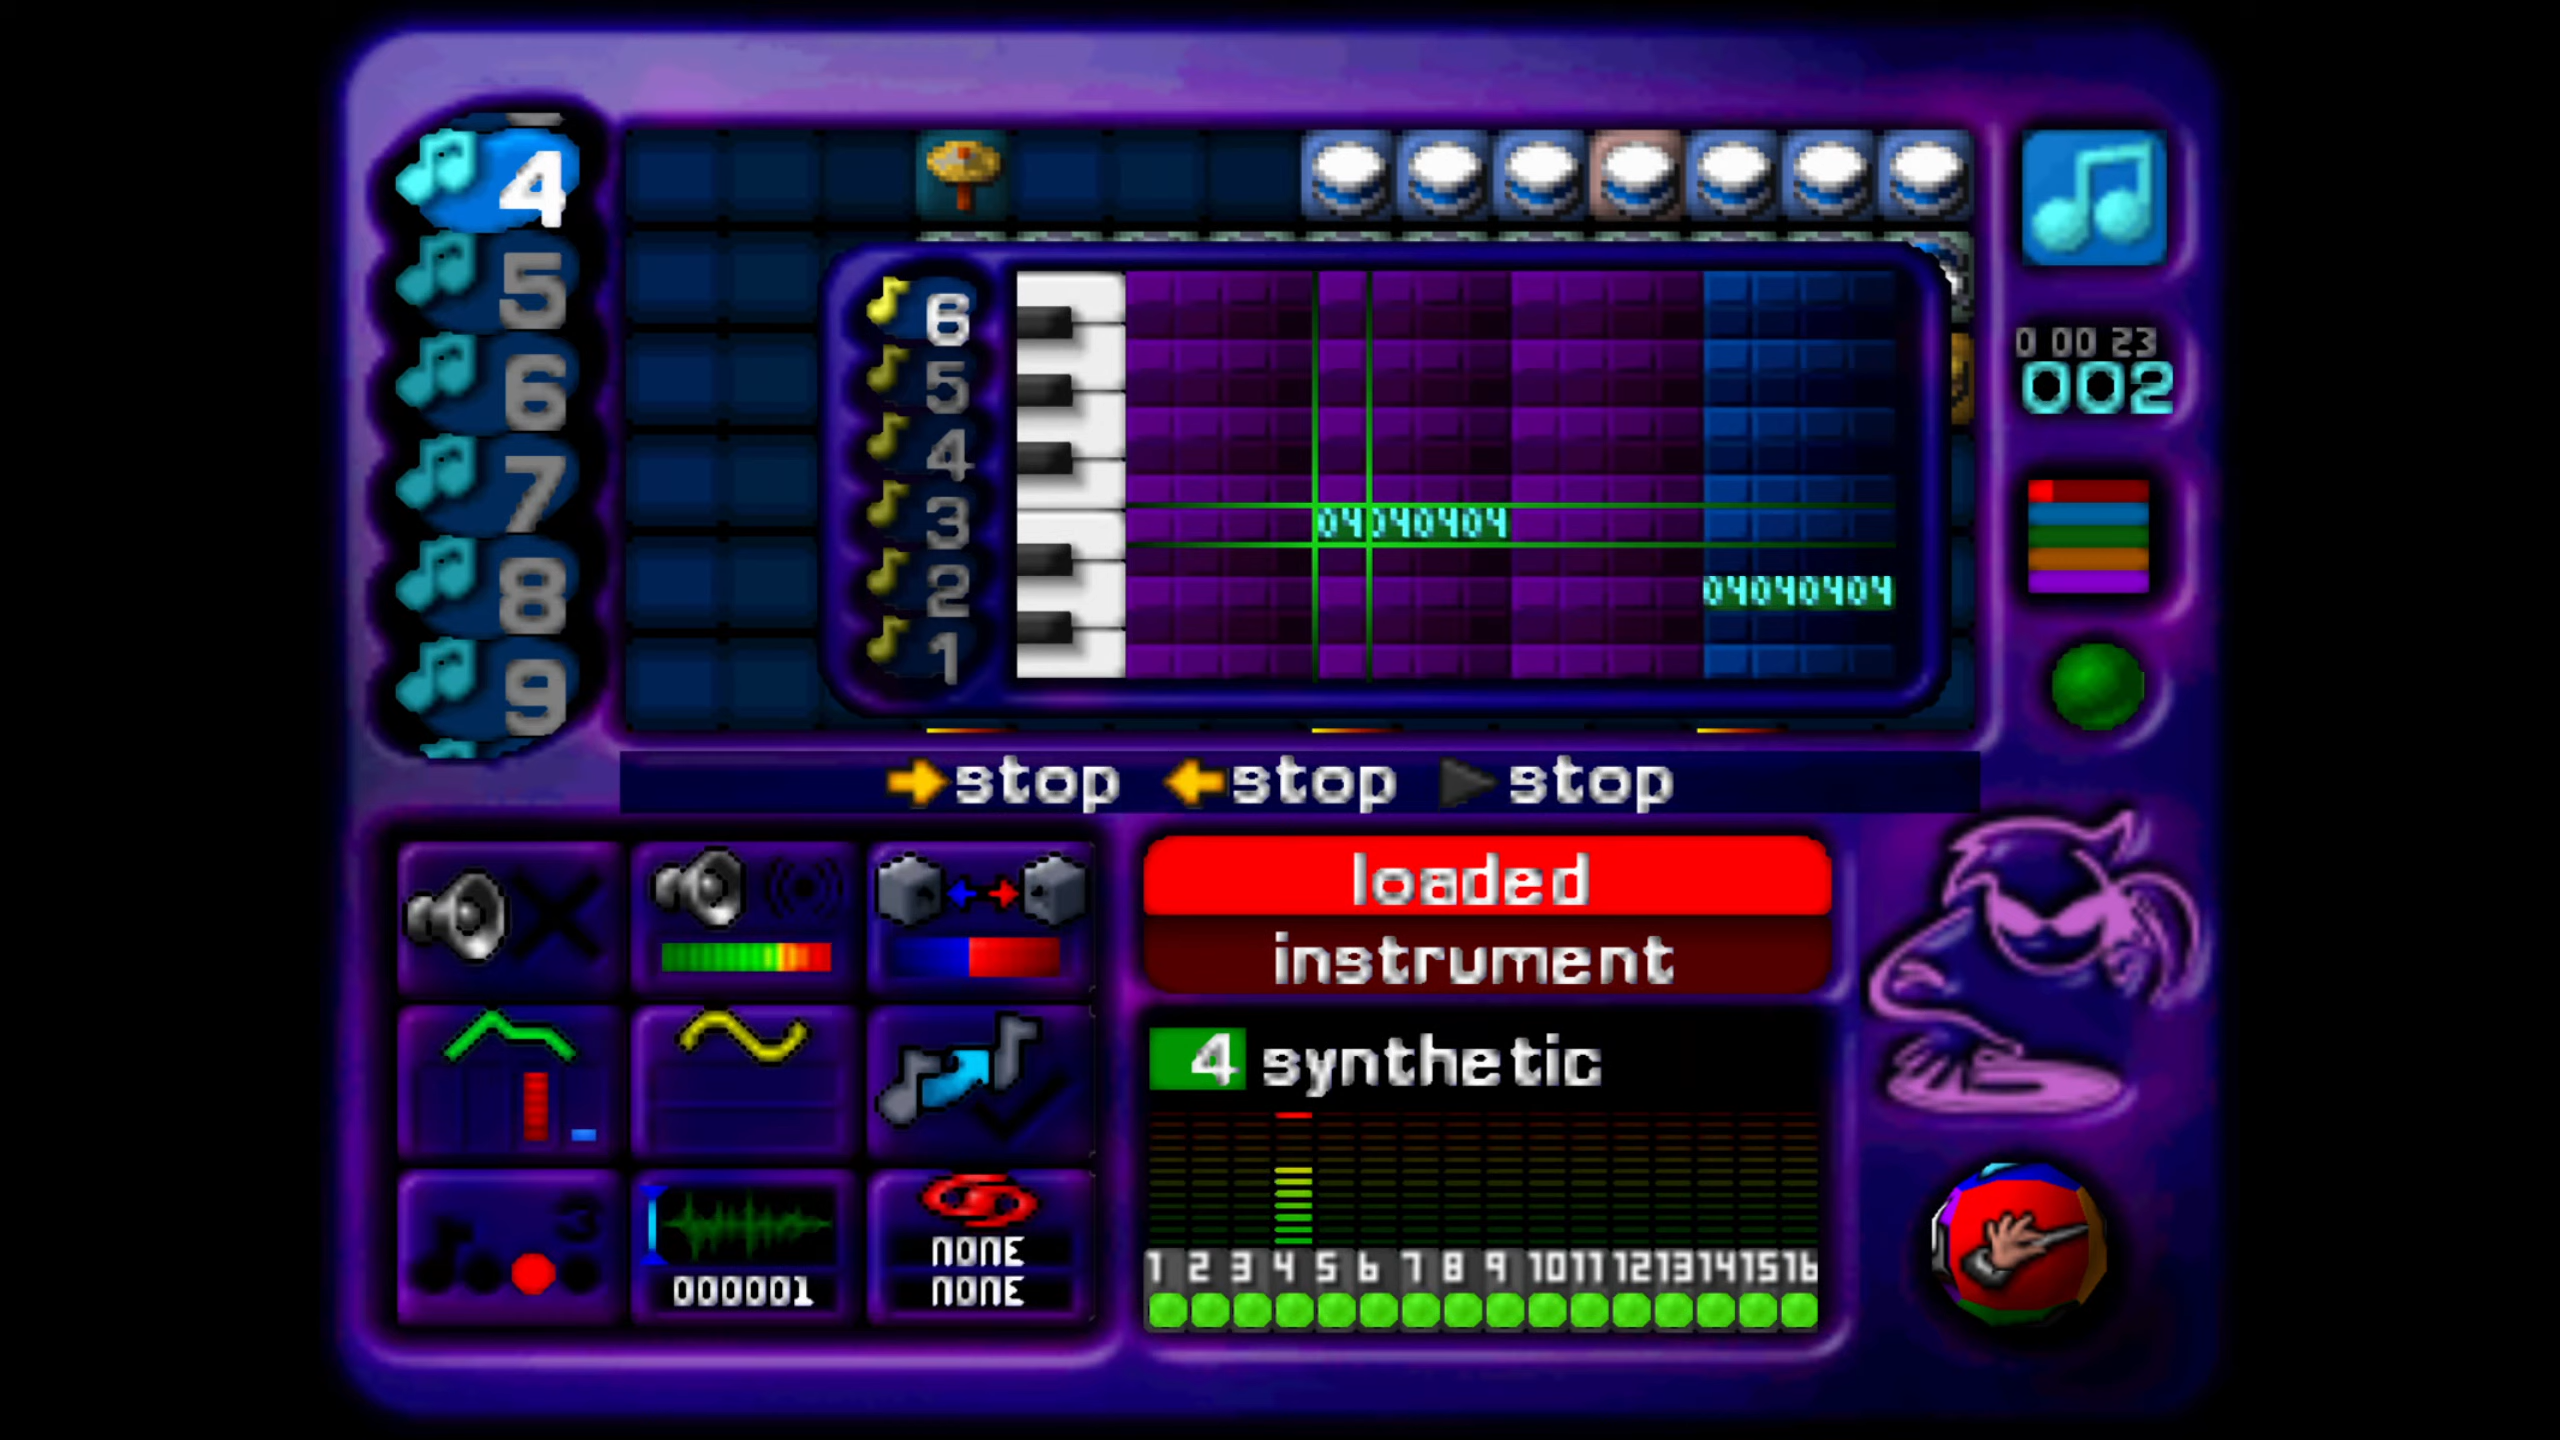 4
5
6
7
8
9
6
5
4
3
2
1
04040404
04040404
0 00 23
002
stop stop stop
loaded
instrument
4 synthetic
1 2 3 4 5 6 7 8 9 10 11 12 13 14 15 16
3
000001
NONE
NONE